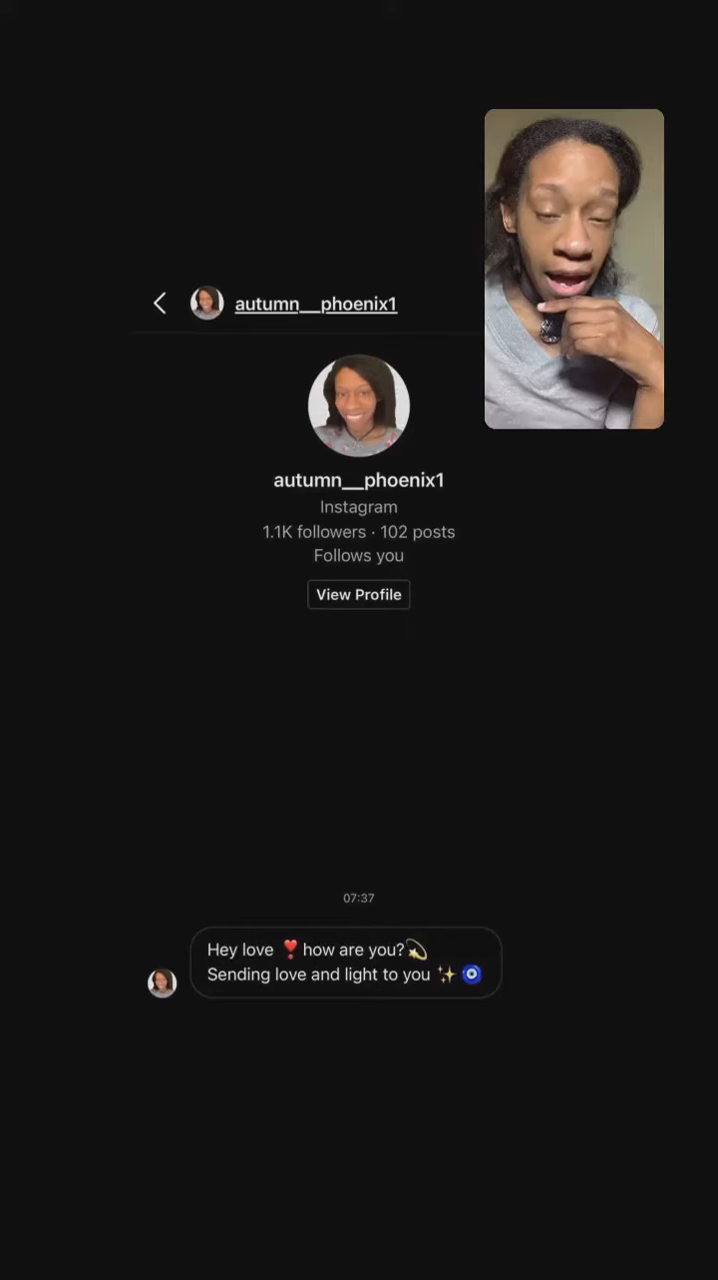 autumn__phoenix1
autumn__phoenix1
Instagram
1.1K followers · 102 posts
Follows you
View Profile
07:37
Hey love ❣️ how are you?💫
Sending love and light to you ✨ 🧿